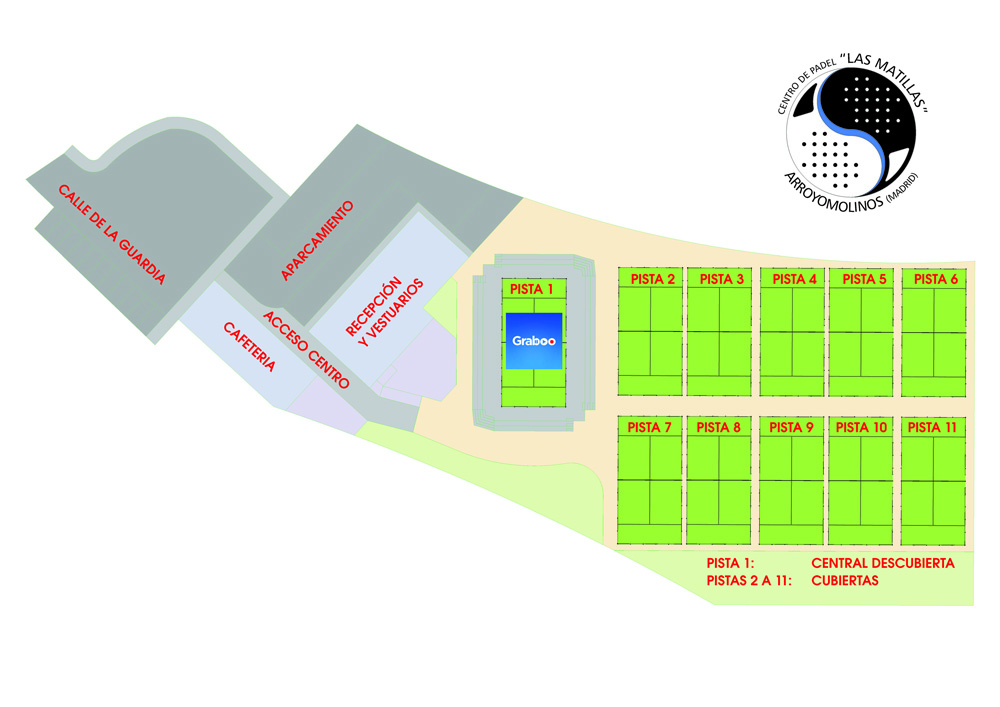 CENTRO DE PADEL "LAS MATILLAS"
ARROYOMOLINOS (MADRID)
CALLE DE LA GUARDIA
APARCAMIENTO
RECEPCIÓN
Y VESTUARIOS
ACCESO CENTRO
CAFETERIA
PISTA 1
Graboo
PISTA 2
PISTA 3
PISTA 4
PISTA 5
PISTA 6
PISTA 7
PISTA 8
PISTA 9
PISTA 10
PISTA 11
PISTA 1: CENTRAL DESCUBIERTA
PISTAS 2 A 11: CUBIERTAS